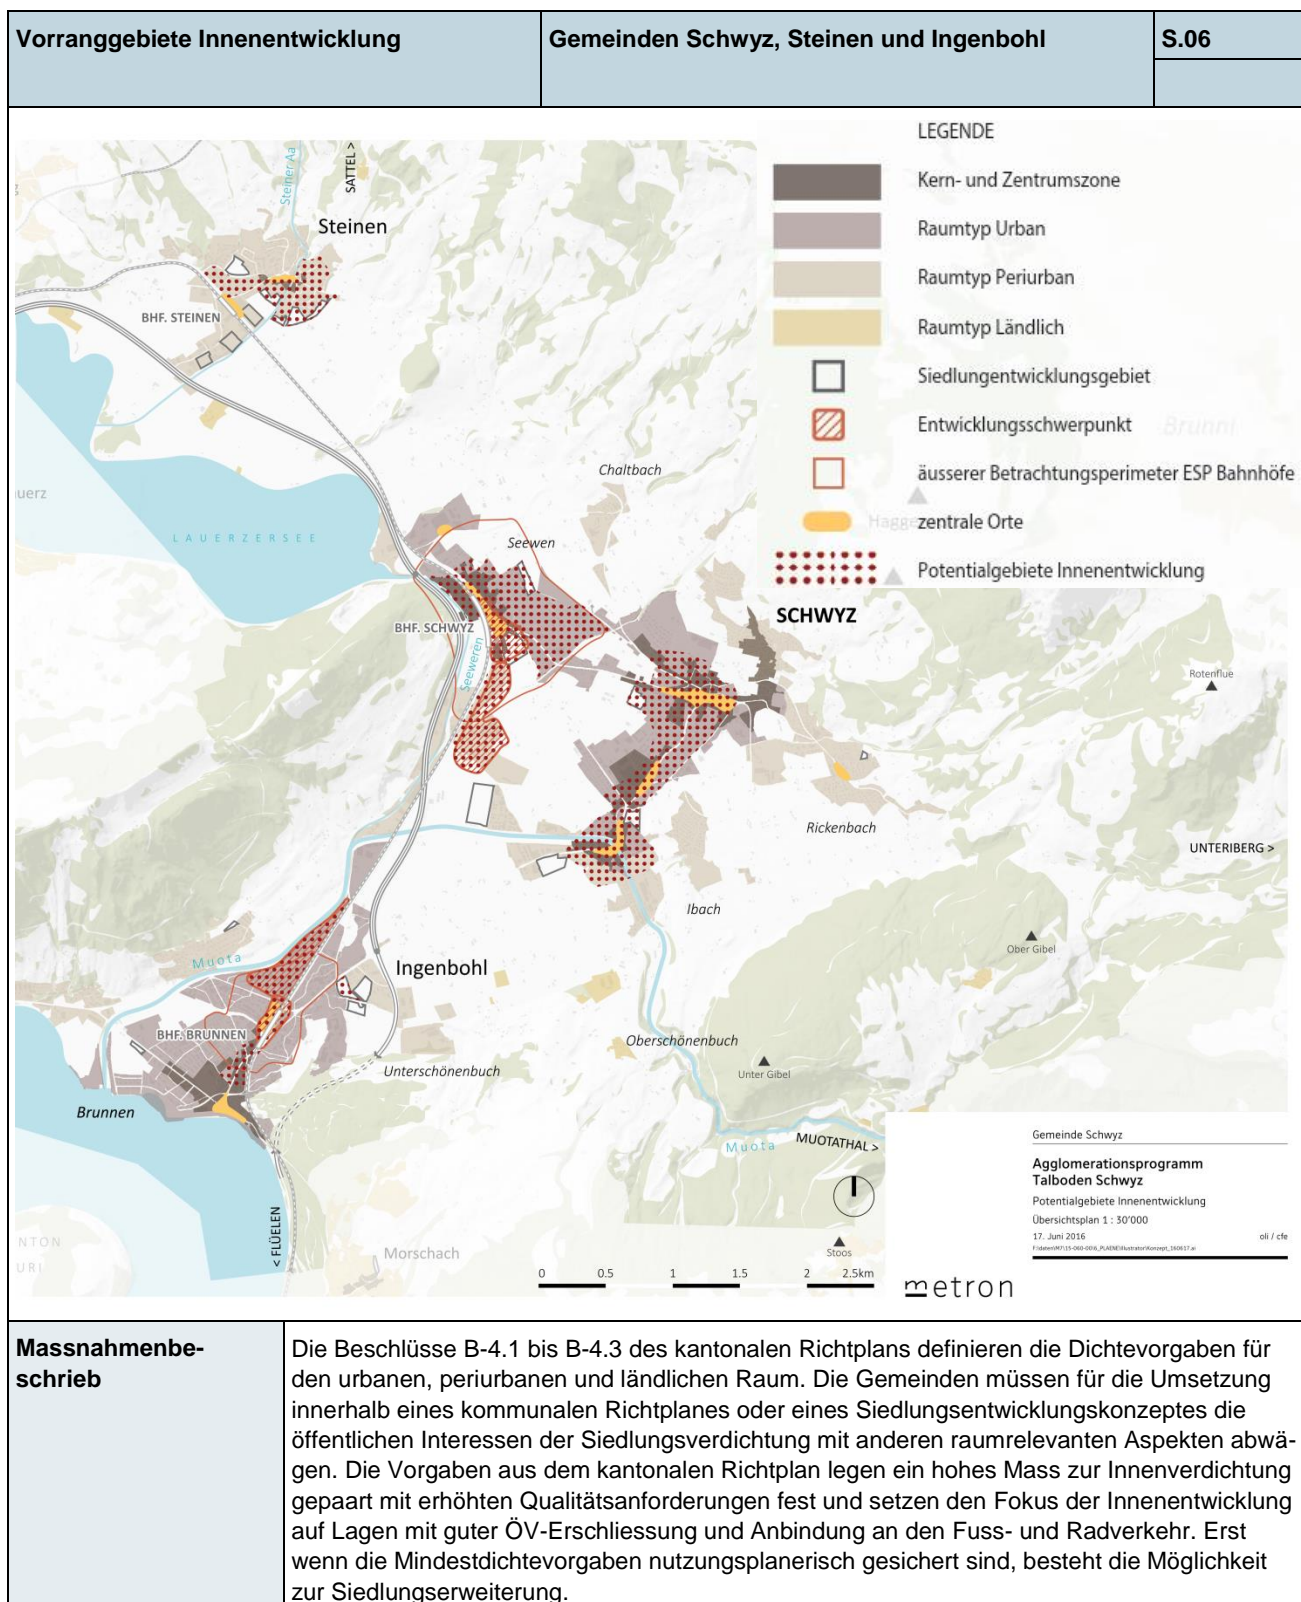 Vorranggebiete Innenentwicklung
Gemeinden Schwyz, Steinen und Ingenbohl
S.06
LEGENDE
Kern- und Zentrumszone
Raumtyp Urban
Raumtyp Periurban
Raumtyp Ländlich
Siedlungentwicklungsgebiet
Entwicklungsschwerpunkt
Brunni
äusserer Betrachtungsperimeter ESP Bahnhöfe
zentrale Orte
Potentialgebiete Innenentwicklung
Steiner Aa
SATTEL >
Steinen
BHF. STEINEN
Chaltbach
uerz
LAUERZERSEE
Seewen
BHF. SCHWYZ
Seeweren
SCHWYZ
Rotenflue
Rickenbach
UNTERIBERG >
Ibach
Ober Gibel
Muota
Ingenbohl
BHF. BRUNNEN
Oberschönenbuch
Unter Gibel
Unterschönenbuch
Brunnen
Muota
MUOTATHAL >
< FLÜELEN
NTON
URI
Morschach
Stoos
0 0.5 1 1.5 2 2.5km
Gemeinde Schwyz
Agglomerationsprogramm
Talboden Schwyz
Potentialgebiete Innenentwicklung
Übersichtsplan 1 : 30'000
17. Juni 2016
oli / cfe
metron
Massnahmenbe-
schrieb
Die Beschlüsse B-4.1 bis B-4.3 des kantonalen Richtplans definieren die Dichtevorgaben für
den urbanen, periurbanen und ländlichen Raum. Die Gemeinden müssen für die Umsetzung
innerhalb eines kommunalen Richtplanes oder eines Siedlungsentwicklungskonzeptes die
öffentlichen Interessen der Siedlungsverdichtung mit anderen raumrelevanten Aspekten abwä-
gen. Die Vorgaben aus dem kantonalen Richtplan legen ein hohes Mass zur Innenverdichtung
gepaart mit erhöhten Qualitätsanforderungen fest und setzen den Fokus der Innenentwicklung
auf Lagen mit guter ÖV-Erschliessung und Anbindung an den Fuss- und Radverkehr. Erst
wenn die Mindestdichtevorgaben nutzungsplanerisch gesichert sind, besteht die Möglichkeit
zur Siedlungserweiterung.